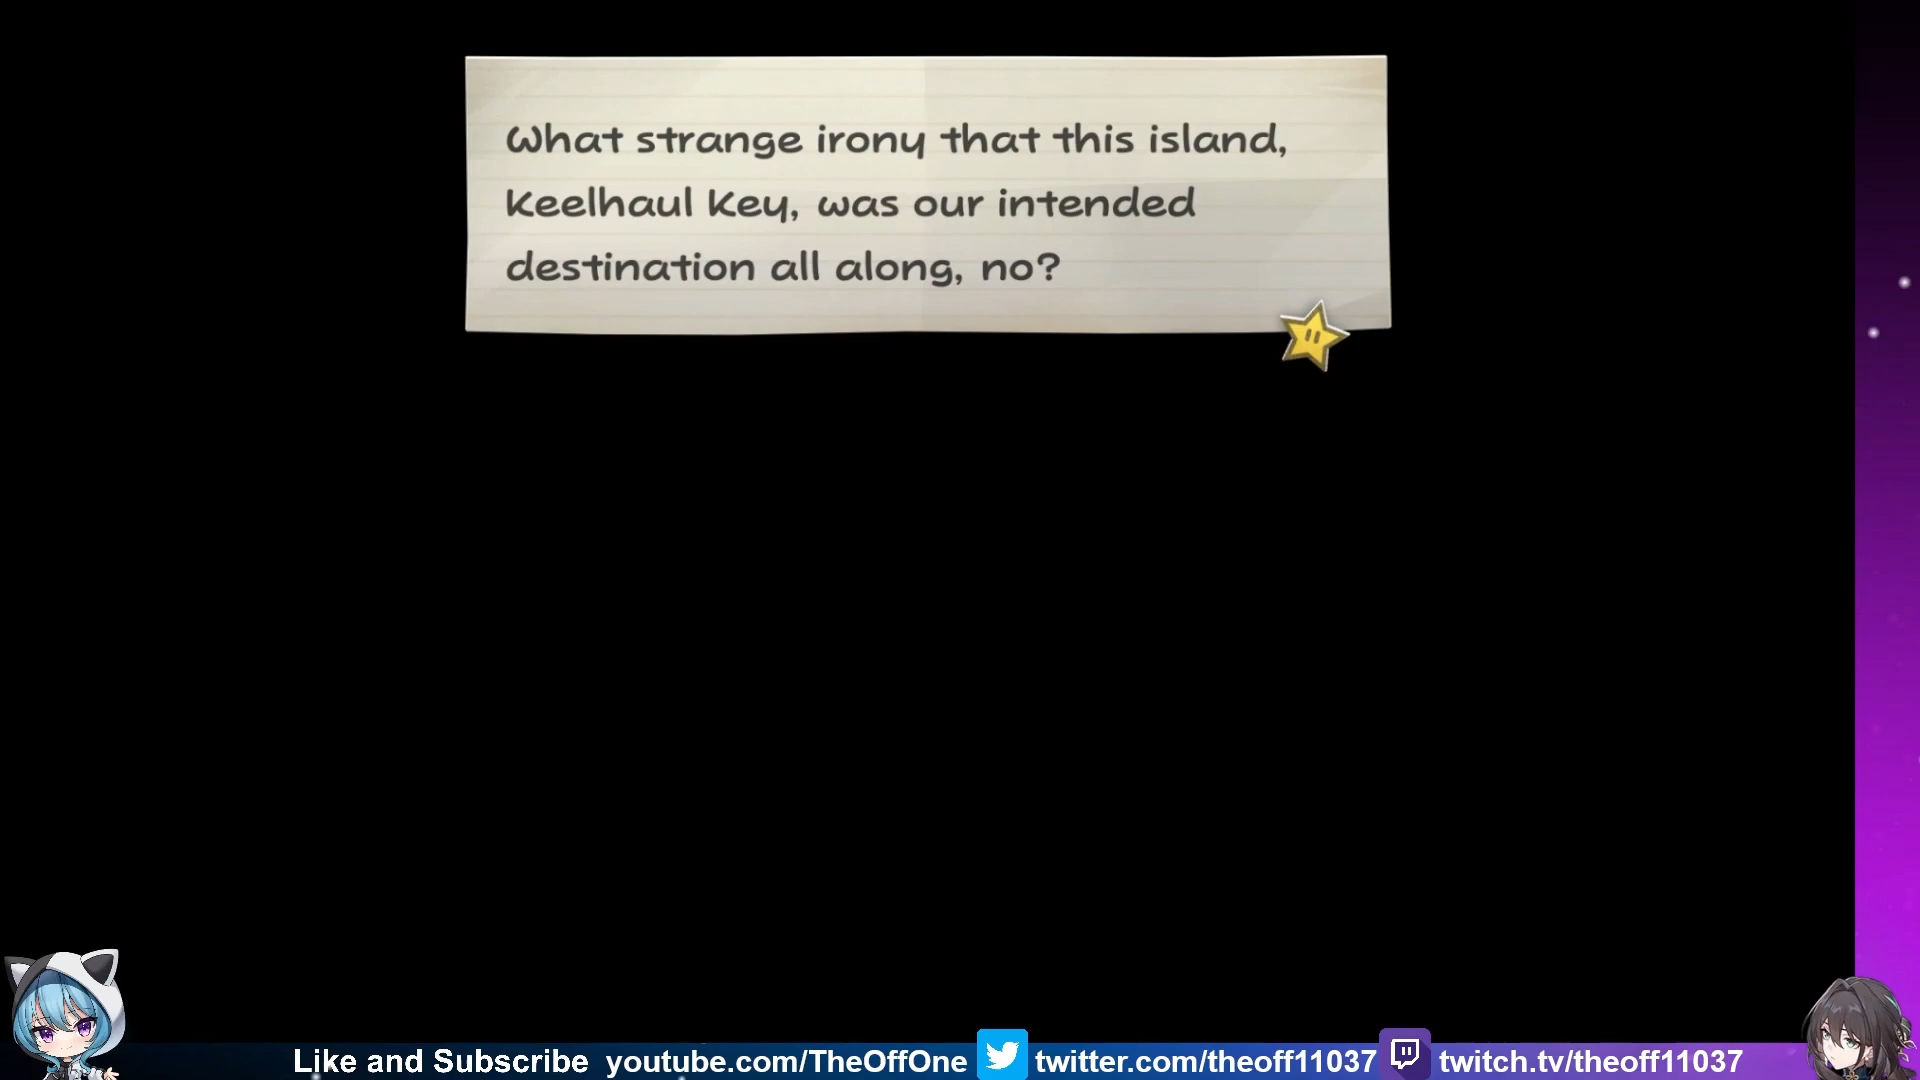 What strange irony that this island,
Keelhaul Key, was our intended
destination all along, no?
Like and Subscribe youtube.com/TheOffOne twitter.com/theoff11037 twitch.tv/theoff11037